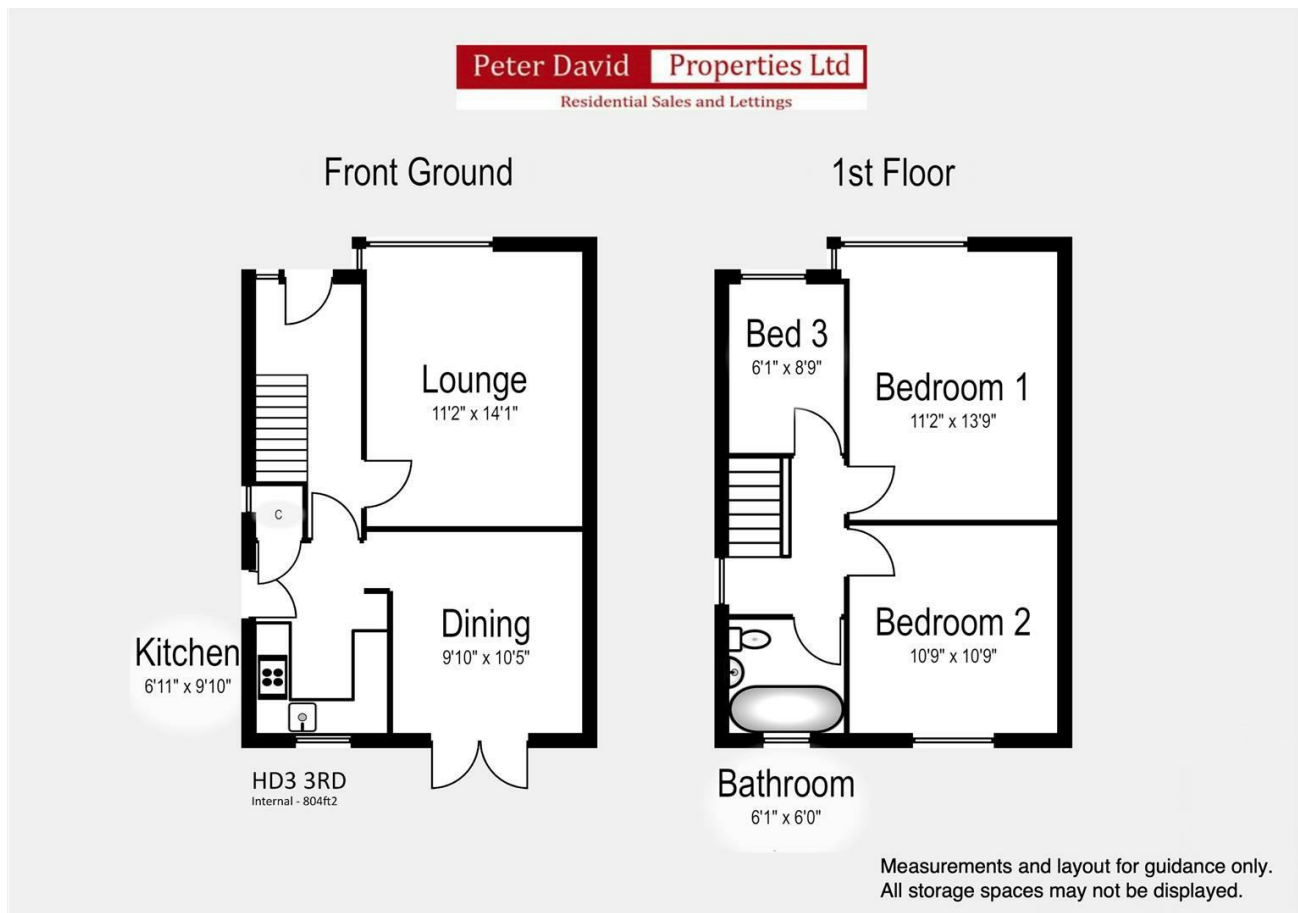 Peter David Properties Ltd
Residential Sales and Lettings
Front Ground
1st Floor
Lounge
11'2" x 14'1"
C
Dining
9'10" x 10'5"
Kitchen
6'11" x 9'10"
HD3 3RD
Internal - 804ft2
Bed 3
6'1" x 8'9"
Bedroom 1
11'2" x 13'9"
Bedroom 2
10'9" x 10'9"
Bathroom
6'1" x 6'0"
Measurements and layout for guidance only.
All storage spaces may not be displayed.